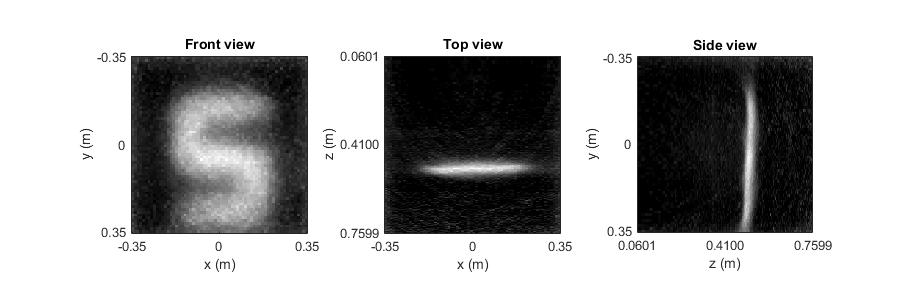 Front view
Top view
Side view
-0.35
0
0.35
y (m)
S
-0.35
0
0.35
x (m)
0.0601
0.4100
0.7599
z (m)
-0.35
0
0.35
x (m)
-0.35
0
0.35
y (m)
0.0601
0.4100
0.7599
z (m)